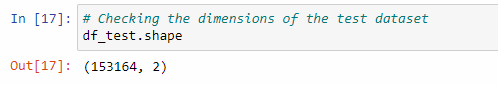 In [17]: # Checking the dimensions of the test dataset
df_test.shape
Out[17]: (153164, 2)